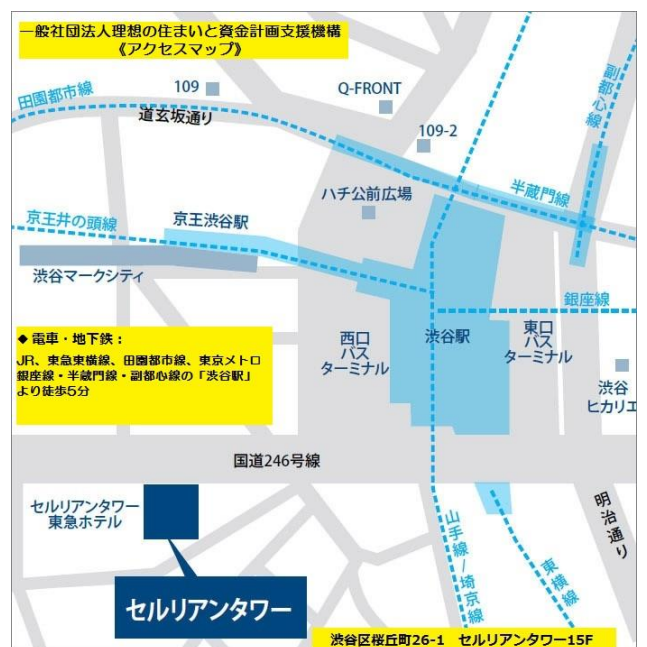 一般社団法人理想の住まいと資金計画支援機構
《アクセスマップ》
109
Q-FRONT
副都心線
田園都市線
道玄坂通り
109-2
半蔵門線
ハチ公前広場
京王井の頭線
京王渋谷駅
渋谷マークシティ
銀座線
◆ 電車・地下鉄：
JR、東急東横線、田園都市線、東京メトロ
銀座線・半蔵門線・副都心線の「渋谷駅」
より徒歩5分
西口
バス
ターミナル
渋谷駅
東口
バス
ターミナル
渋谷
ヒカリエ
国道246号線
セルリアンタワー
東急ホテル
明治通り
山手線/埼京線
東横線
セルリアンタワー
渋谷区桜丘町26-1　セルリアンタワー15F